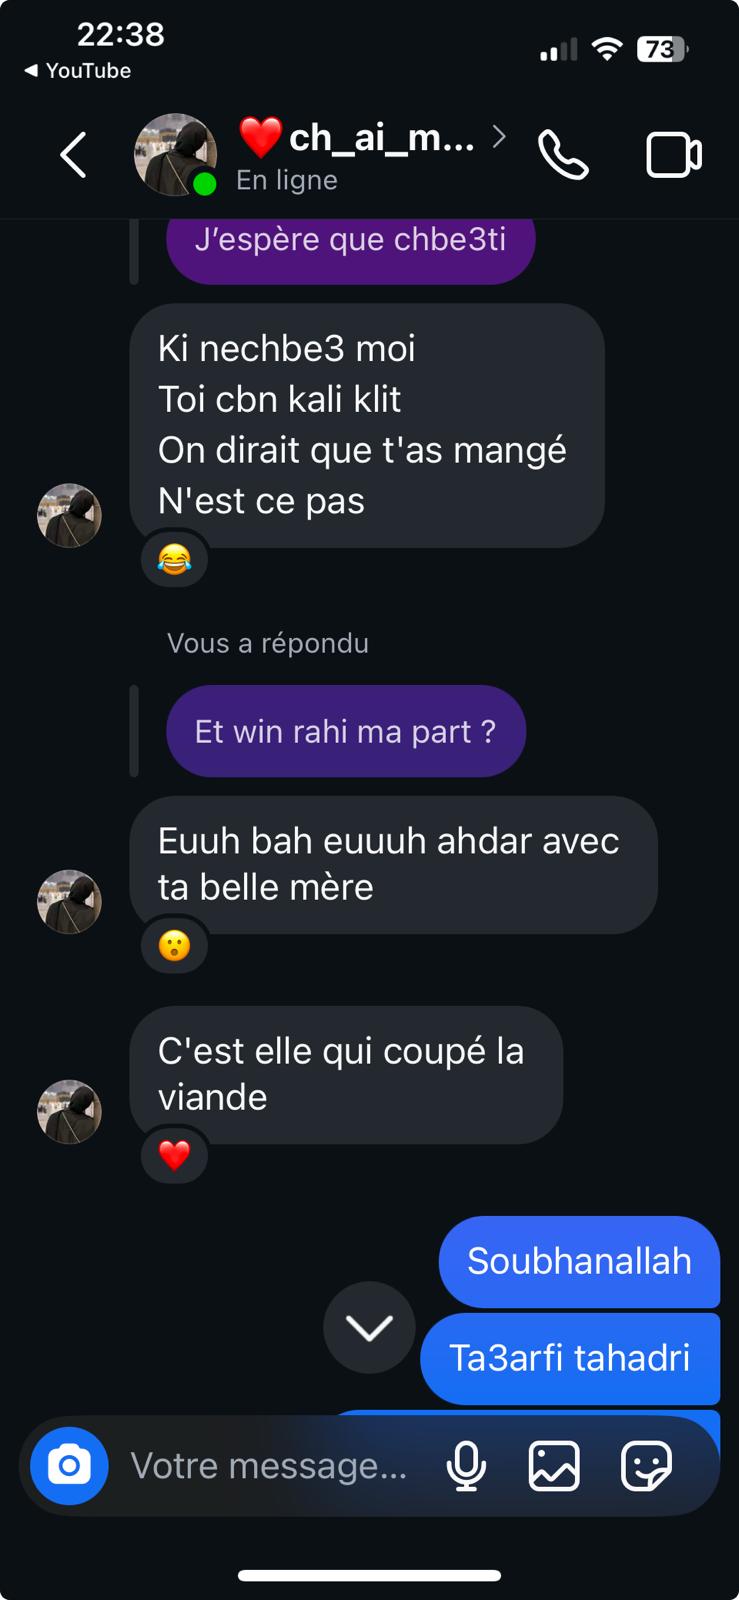 22:38
73
◀ YouTube
❤️ch_ai_m... >
En ligne
J'espère que chbe3ti
Ki nechbe3 moi
Toi cbn kali klit
On dirait que t'as mangé
N'est ce pas
😂
Vous a répondu
Et win rahi ma part ?
Euuh bah euuuh ahdar avec
ta belle mère
😮
C'est elle qui coupé la
viande
❤️
Soubhanallah
Ta3arfi tahadri
Votre message...